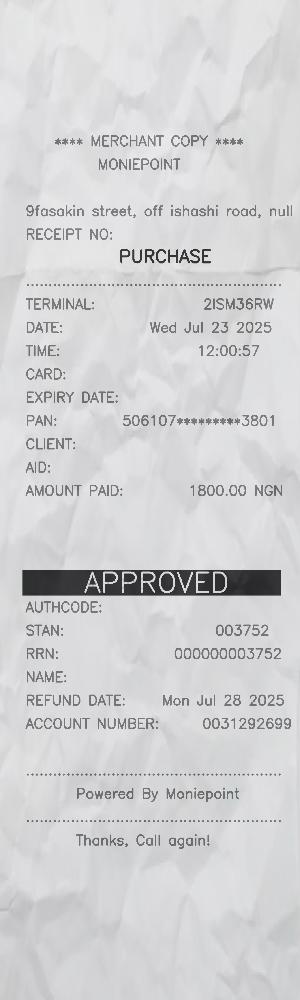 **** MERCHANT COPY ****
MONIEPOINT
9fasakin street, off ishashi road, null
RECEIPT NO:
PURCHASE
TERMINAL: 2ISM36RW
DATE: Wed Jul 23 2025
TIME: 12:00:57
CARD:
EXPIRY DATE:
PAN: 506107*********3801
CLIENT:
AID:
AMOUNT PAID: 1800.00 NGN
APPROVED
AUTHCODE:
STAN: 003752
RRN: 000000003752
NAME:
REFUND DATE: Mon Jul 28 2025
ACCOUNT NUMBER: 0031292699
Powered By Moniepoint
Thanks, Call again!